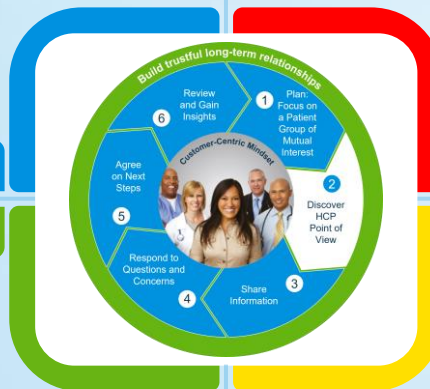 Build trustful long-term relationships
1
Plan:
Focus on
a Patient
Group of
Mutual
Interest
2
Discover
HCP
Point of
View
3
Share
Information
4
Respond to
Questions and
Concerns
5
Agree
on Next
Steps
6
Review
and Gain
Insights
Customer-Centric Mindset